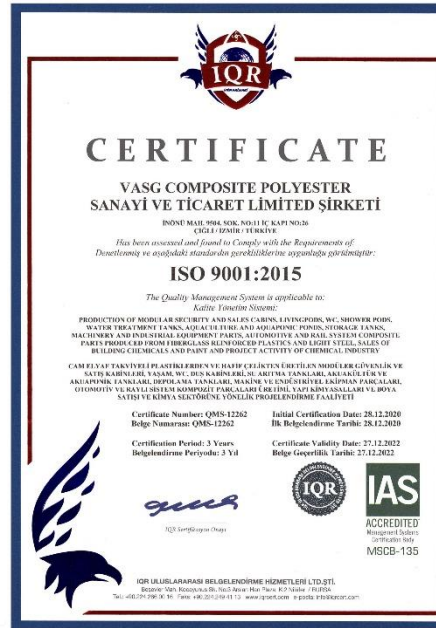 IQR
International
CERTIFICATE
VASG COMPOSITE POLYESTER
SANAYİ VE TİCARET LİMİTED ŞİRKETİ
İNÖNÜ MAH. 9504. SOK. NO:11 İÇ KAPI NO:26
ÇİĞLİ / İZMİR / TÜRKİYE
Has been assessed and found to Comply with the Requirements of.
Denetlenmiş ve aşağıdaki standardın gerekliliklerine uygunluğu görülmüştür:
ISO 9001:2015
The Quality Management System is applicable to:
Kalite Yönetim Sistemi:
PRODUCTION OF MODULAR SECURITY AND SALES CABINS, LIVINGPODS, WC, SHOWER PODS,
WATER TREATMENT TANKS, AQUACULTURE AND AQUAPONIC PONDS, STORAGE TANKS,
MACHINERY AND INDUSTRIAL EQUIPMENT PARTS, AUTOMOTIVE AND RAIL SYSTEM COMPOSITE
PARTS PRODUCED FROM FIBERGLASS REINFORCED PLASTICS AND LIGHT STEEL, SALES OF
BUILDING CHEMICALS AND PAINT AND PROJECT ACTIVITY OF CHEMICAL INDUSTRY
CAM ELYAF TAKVİYELİ PLASTİKLERDEN VE HAFİF ÇELİKTEN ÜRETİLEN MODÜLER GÜVENLİK VE
SATIŞ KABİNLERİ, YAŞAM, WC, DUŞ KABİNLERİ, SU ARITMA TANKLARI, AKUAKÜLTÜR VE
AKUAPONİK TANKLARI, DEPOLAMA TANKLARI, MAKİNE VE ENDÜSTRİYEL EKİPMAN PARÇALARI,
OTOMOTİV VE RAYLI SİSTEM KOMPOZİT PARÇALARI ÜRETİMİ, YAPI KİMYASALLARI VE BOYA
SATIŞI VE KİMYA SEKTÖRÜNE YÖNELİK PROJELENDİRME FAALİYETİ
Certificate Number: QMS-12262
Belge Numarası: QMS-12262
Initial Certification Date: 28.12.2020
İlk Belgelendirme Tarihi: 28.12.2020
Certification Period: 3 Years
Belgelendirme Periyodu: 3 Yıl
Certificate Validity Date: 27.12.2022
Belge Geçerlilik Tarihi: 27.12.2022
IQR Sertifikasyon Onayı
IQR
IAS
ACCREDITED
Management Systems
Certification Body
MSCB-135
IQR ULUSLARARASI BELGELENDİRME HİZMETLERİ LTD.ŞTİ.